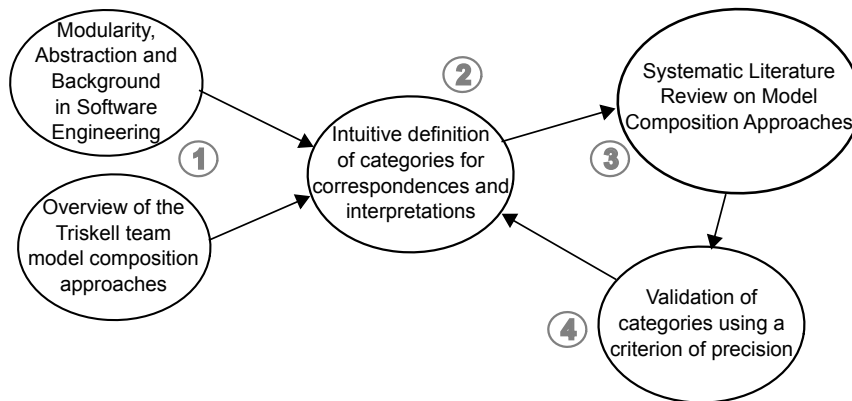 Modularity,
Abstraction and
Background
in Software
Engineering
1
Overview of the
Triskell team
model composition
approaches
2
Intuitive definition
of categories for
correspondences and
interpretations
Systematic Literature
Review on Model
Composition Approaches
3
Validation of
categories using a
criterion of precision
4